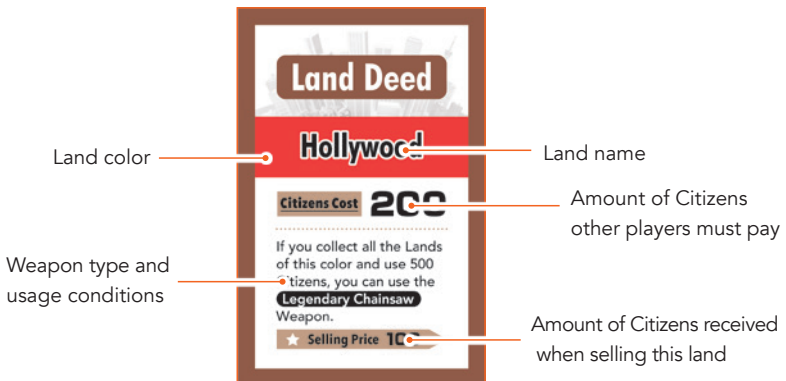 Land Deed
Hollywood
Land color
Land name
Citizens Cost 200
Amount of Citizens
other players must pay
If you collect all the Lands
of this color and use 500
Citizens, you can use the
Legendary Chainsaw
Weapon.
Weapon type and
usage conditions
Selling Price 100
Amount of Citizens received
when selling this land